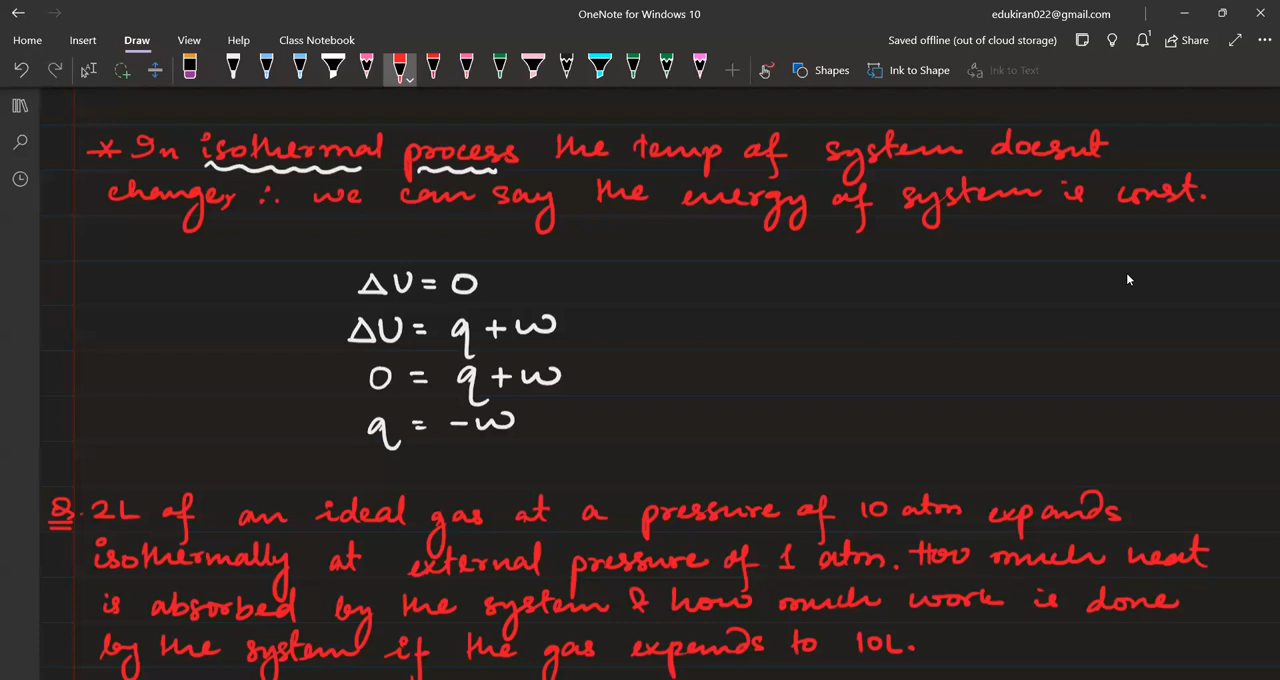 OneNote for Windows 10
edukiran022@gmail.com
Home Insert Draw View Help Class Notebook
Saved offline (out of cloud storage)
Share
Shapes
Ink to Shape
Ink to Text
* In isothermal process the temp of system doesnt
changes ∴ we can say the energy of system is const.
ΔU = 0
ΔU = q + w
0 = q + w
q = -w
Q. 2L of an ideal gas at a pressure of 10 atm expands
isothermally at external pressure of 1 atm. How much heat
is absorbed by the system & how much work is done
by the system if the gas expends to 10L.